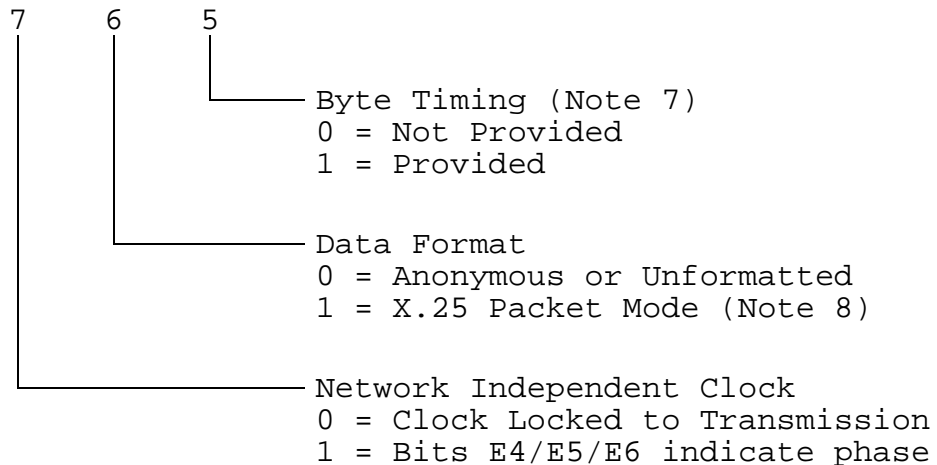 7 6 5
Byte Timing (Note 7)
0 = Not Provided
1 = Provided
Data Format
0 = Anonymous or Unformatted
1 = X.25 Packet Mode (Note 8)
Network Independent Clock
0 = Clock Locked to Transmission
1 = Bits E4/E5/E6 indicate phase